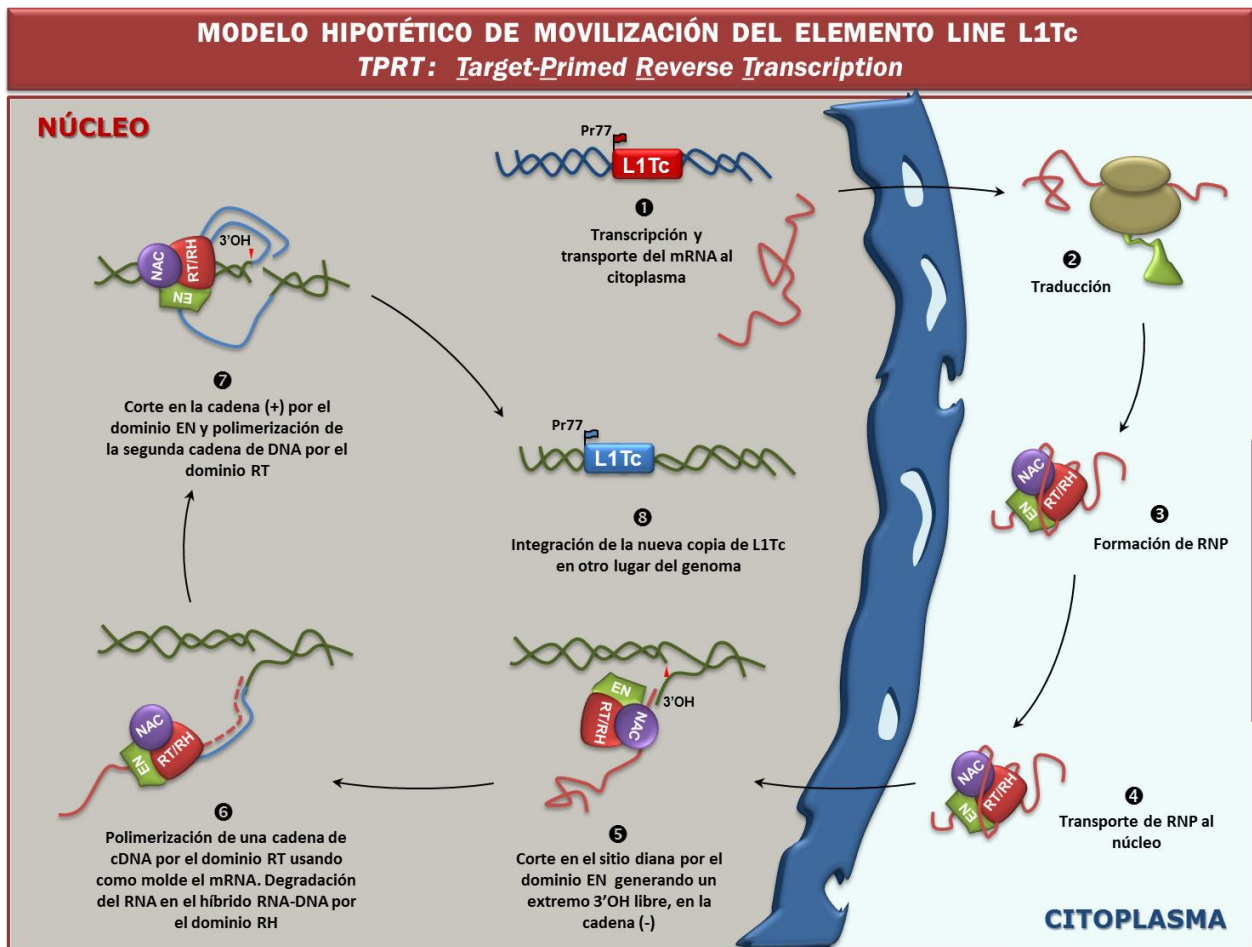 MODELO HIPOTÉTICO DE MOVILIZACIÓN DEL ELEMENTO LINE L1Tc
TPRT: Target-Primed Reverse Transcription
NÚCLEO
Pr77
L1Tc
❶
Transcripción y
transporte del mRNA al
citoplasma
❷
Traducción
NAC
EN
RT/RH
❸
Formación de RNP
NAC
EN
RT/RH
❹
Transporte de RNP al
núcleo
CITOPLASMA
EN
RT/RH
NAC
3’OH
❺
Corte en el sitio diana por el
dominio EN generando un
extremo 3’OH libre, en la
cadena (-)
NAC
EN
RT/RH
❻
Polimerización de una cadena de
cDNA por el dominio RT usando
como molde el mRNA. Degradación
del RNA en el híbrido RNA-DNA por
el dominio RH
3’OH
NAC
RT/RH
EN
❼
Corte en la cadena (+) por el
dominio EN y polimerización de
la segunda cadena de DNA por el
dominio RT
Pr77
L1Tc
❽
Integración de la nueva copia de L1Tc
en otro lugar del genoma